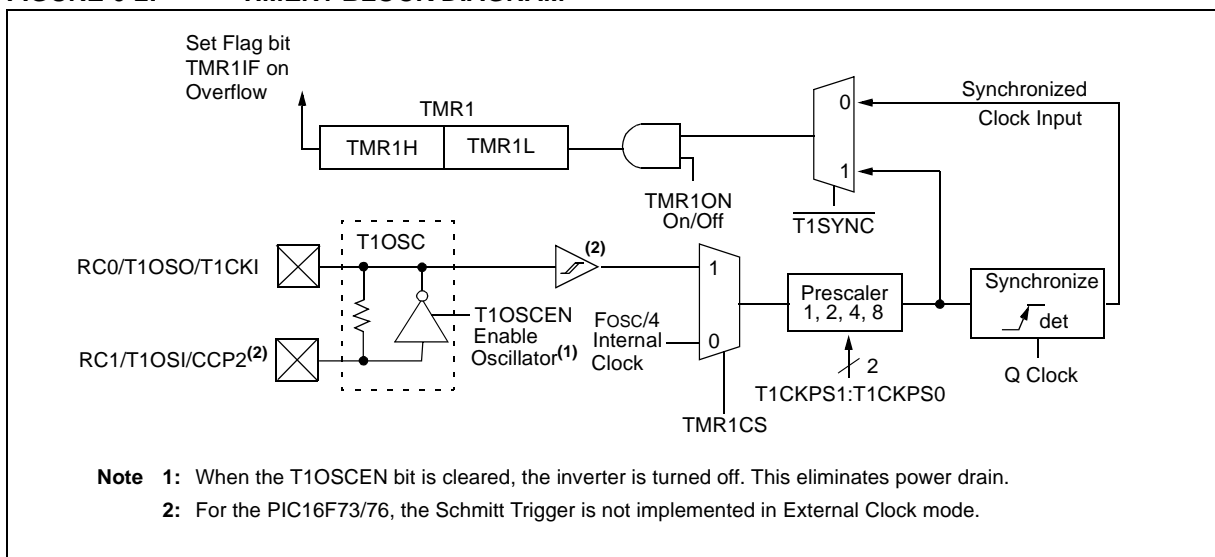 Set Flag bit
TMR1IF on
Overflow
TMR1
TMR1H
TMR1L
TMR1ON
On/Off
0
1
T1SYNC
Synchronized
Clock Input
RC0/T1OSO/T1CKI
RC1/T1OSI/CCP2(2)
T1OSC
T1OSCEN
Enable
Oscillator(1)
(2)
FOSC/4
Internal
Clock
1
0
TMR1CS
Prescaler
1, 2, 4, 8
2
T1CKPS1:T1CKPS0
Synchronize
det
Q Clock
Note 1: When the T1OSCEN bit is cleared, the inverter is turned off. This eliminates power drain.
2: For the PIC16F73/76, the Schmitt Trigger is not implemented in External Clock mode.